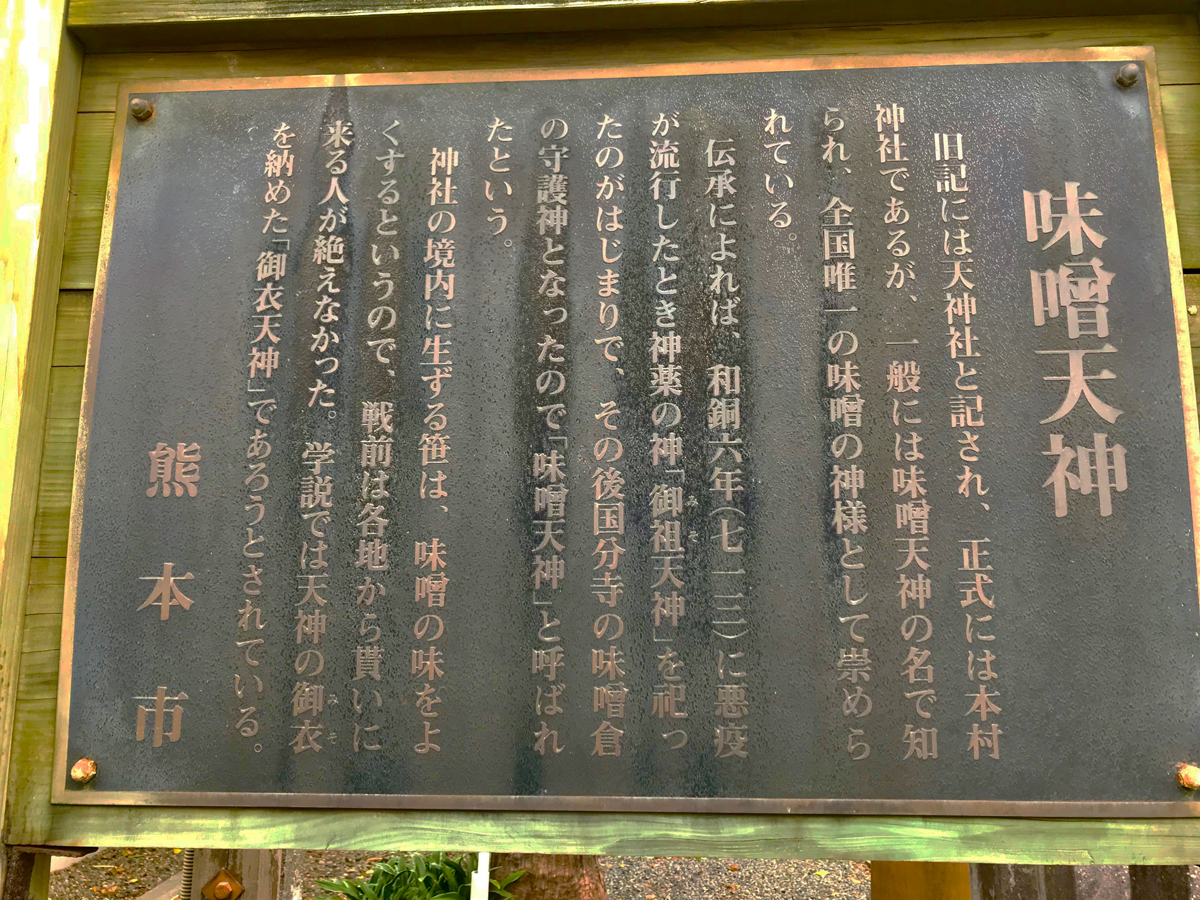 味噌天神
旧記には天神社と記され、正式には本村
神社であるが、一般には味噌天神の名で知
られ、全国唯一の味噌の神様として崇めら
れている。
伝承によれば、和銅六年(七一三)に悪疫
が流行したとき神薬の神「御祖天神」を祀っ
みそ
たのがはじまりで、その後国分寺の味噌倉
の守護神となったので「味噌天神」と呼ばれ
たという。
神社の境内に生ずる笹は、味噌の味をよ
くするというので、戦前は各地から貰いに
来る人が絶えなかった。学説では天神の御衣
みそ
を納めた「御衣天神」であろうとされている。
熊本市